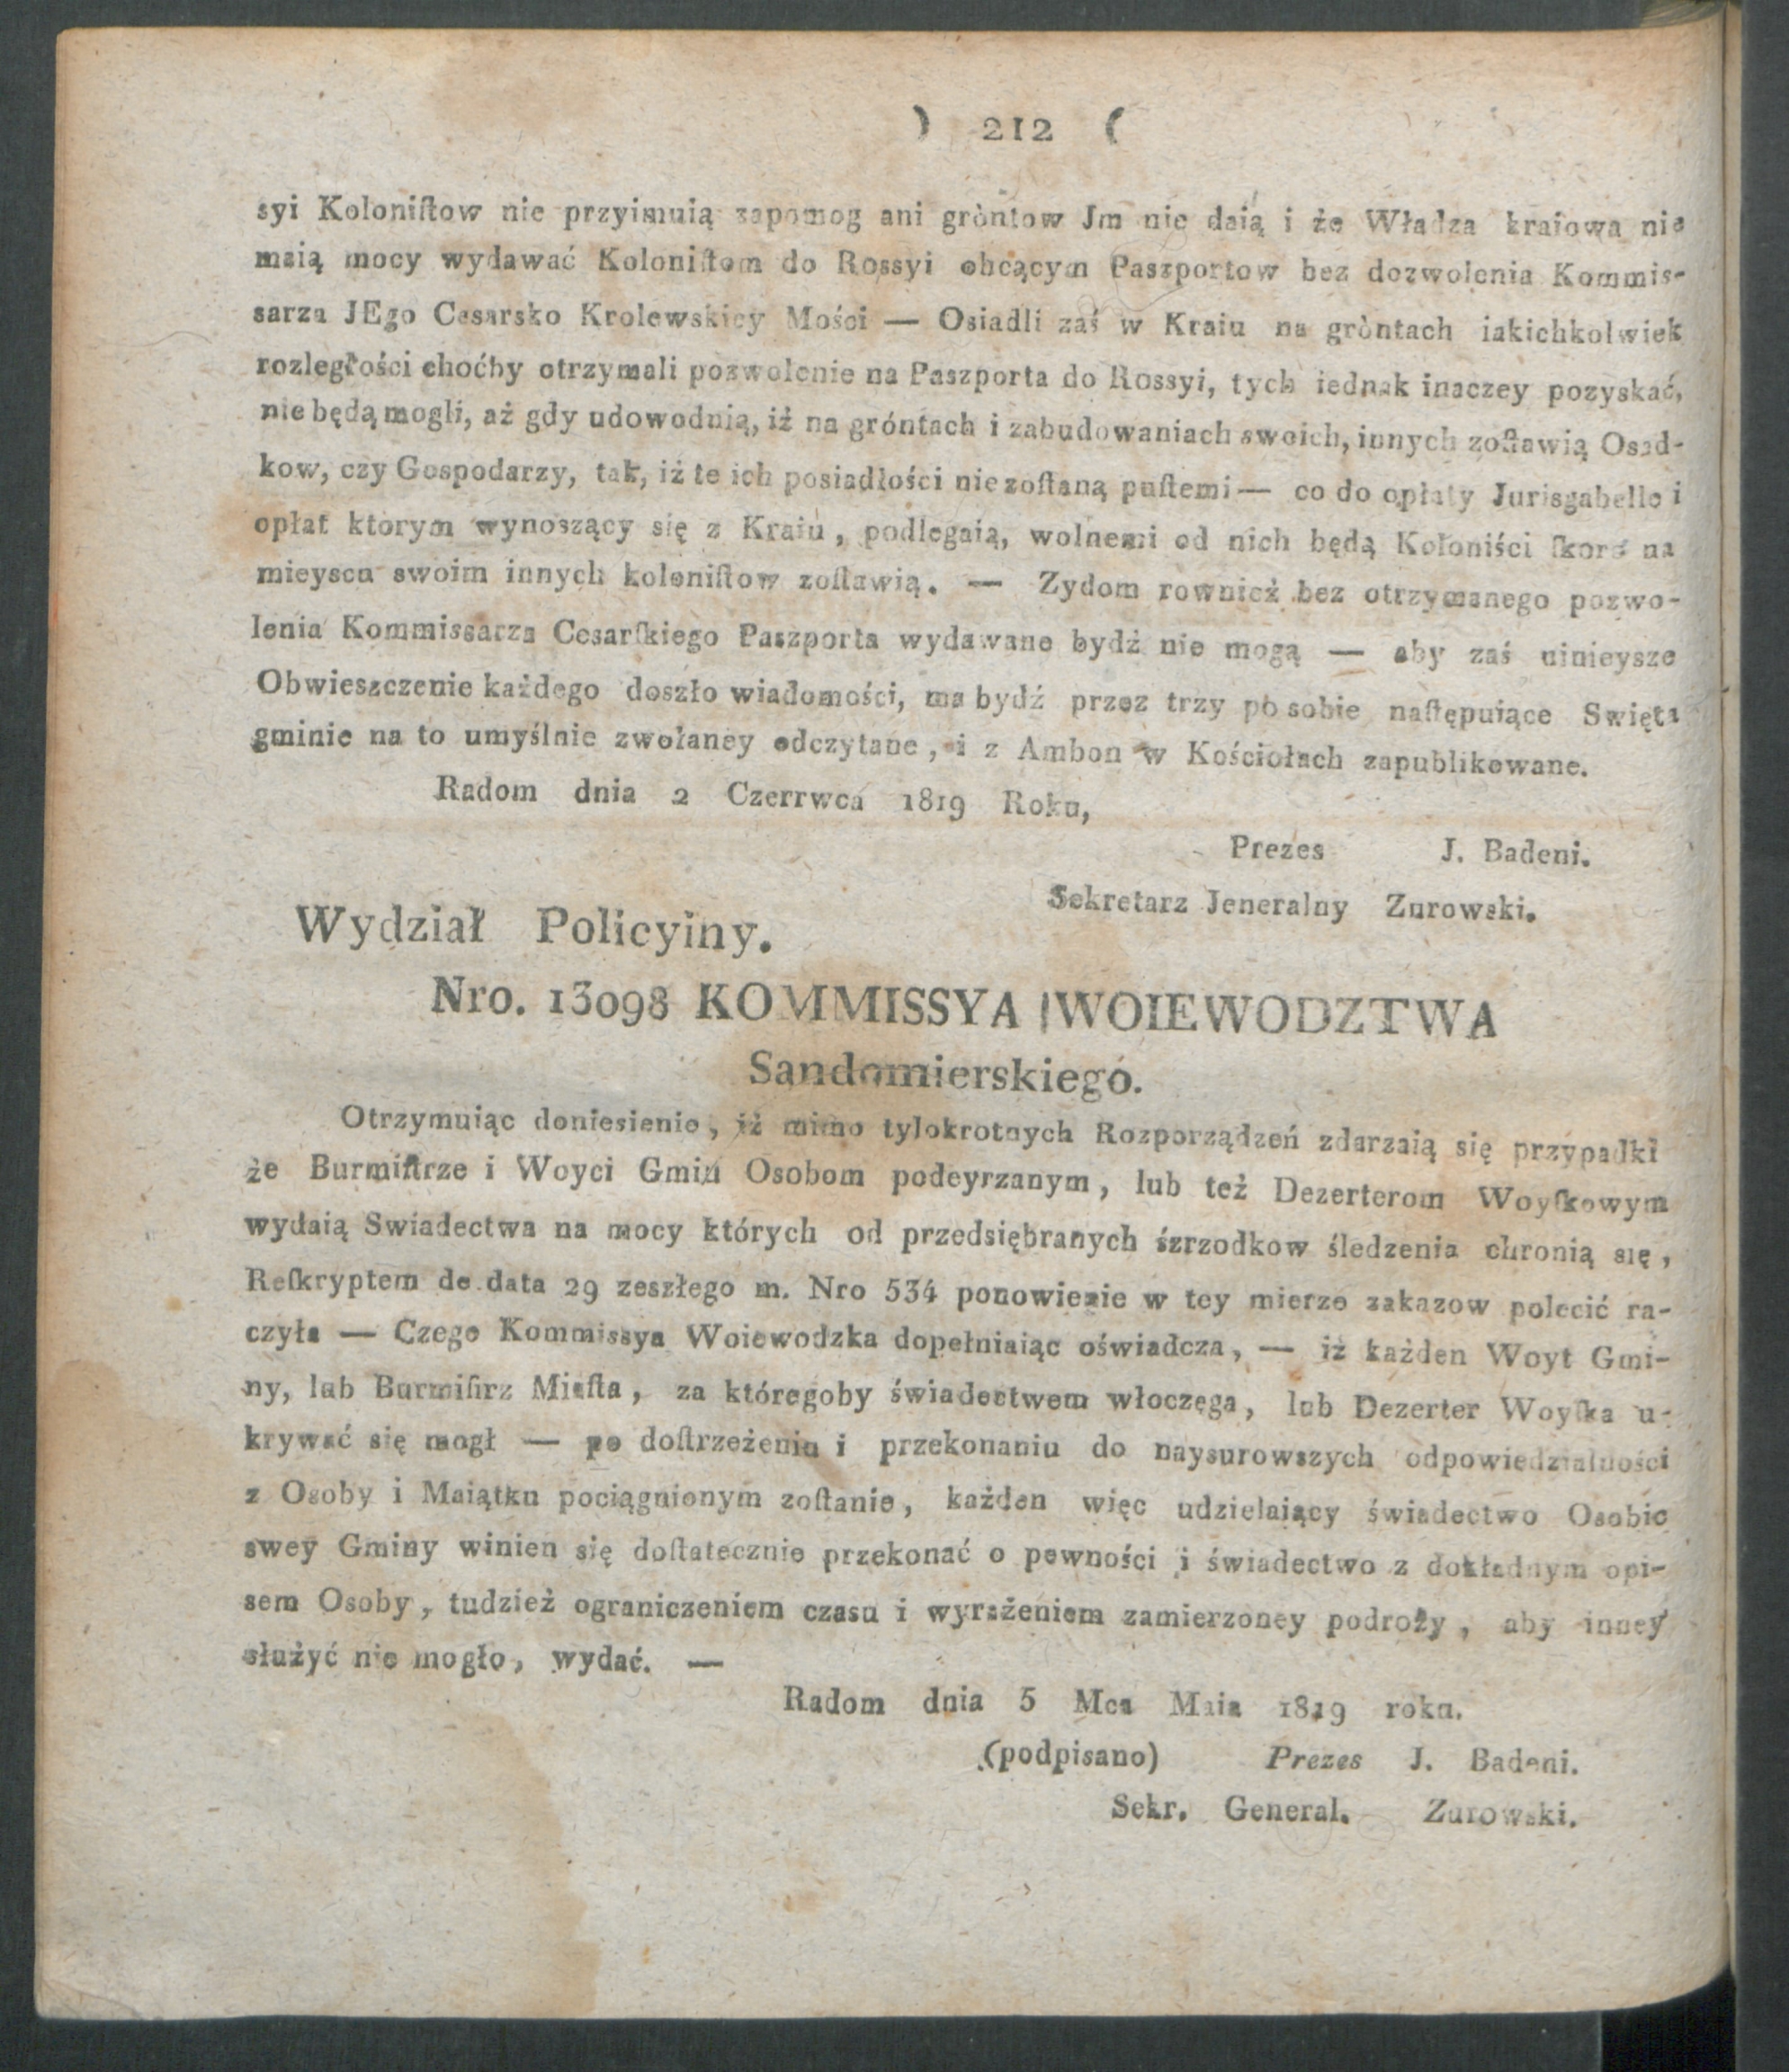 ) 212 (
syi Koloniſtow nie przyimuią zapomog ani gròntow Jm nie daią i że Władza kraiowa nie
maią mocy wydawać Koloniſtom do Rossyi chcącym Paszportow bez dozwolenia Kommis-
sarza JEgo Cesarsko Krolewskiey Mości — Osiadli zaś w Kraiu na gròntach iakichkolwiek
rozległości choćby otrzymali pozwolenie na Paszporta do Rossyi, tych iednak inaczey pozyskać,
nie będą mogli, aż gdy udowodnią, iż na gróntach i zabudowaniach swoich, innych zoſtawią Osad-
kow, czy Gospodarzy, tak, iż te ich posiadłości nie zoſtaną puſtemi — co do opłaty Jurisgabelle i
opłat ktorym wynoszący się z Kraiu, podlegaią, wolnemi od nich będą Koloniści ſkoro na
mieyscu swoim innych koloniſtow zoſtawią. — Zydom rownież bez otrzymanego pozwo-
lenia Kommissarza Cesarſkiego Paszporta wydawane bydź nie mogą — aby zaś ninieysze
Obwieszczenie każdego doszło wiadomości, ma bydź przez trzy po sobie naſtępuiące Swięta
gminie na to umyślnie zwołaney odczytane, i z Ambon w Kościołach zapublikowane.
Radom dnia 2 Czerrwca 1819 Roku,
Prezes J. Badeni.
Sekretarz Jeneralny Zurowski.
Wydział Policyiny.
Nro. 13098 KOMMISSYA WOIEWODZTWA
Sandomierskiego.
Otrzymuiąc doniesienie, iż mimo tylokrotnych Rozporządzeń zdarzaią się przypadki
że Burmiſtrze i Woyci Gmin Osobom podeyrzanym, lub też Dezerterom Woyſkowym
wydaią Swiadectwa na mocy których od przedsiębranych śzrzodkow śledzenia chronią się,
Reſkryptem de data 29 zeszłego m. Nro 534 ponowienie w tey mierze zakazow polecić ra-
czyła — Czego Kommissya Woiewodzka dopełniaiąc oświadcza, — iż każden Woyt Gmi-
ny, lub Burmiſtrz Miaſta, za któregoby świadectwem włoczęga, lub Dezerter Woyſka u-
krywać się mogł — po doſtrzeżeniu i przekonaniu do naysurowszych odpowiedzialności
z Osoby i Maiątku pociągnionym zoſtanie, każden więc udzielaiący świadectwo Osobie
swey Gminy winien się doſtatecznie przekonać o pewności i świadectwo z dokładnym opi-
sem Osoby, tudzież ograniczeniem czasu i wyrażeniem zamierzoney podroży, aby inney
służyć nie mogło, wydać. —
Radom dnia 5 Mca Maia 1819 roku.
(podpisano) Prezes J. Badeni.
Sekr. General. Zurowski.